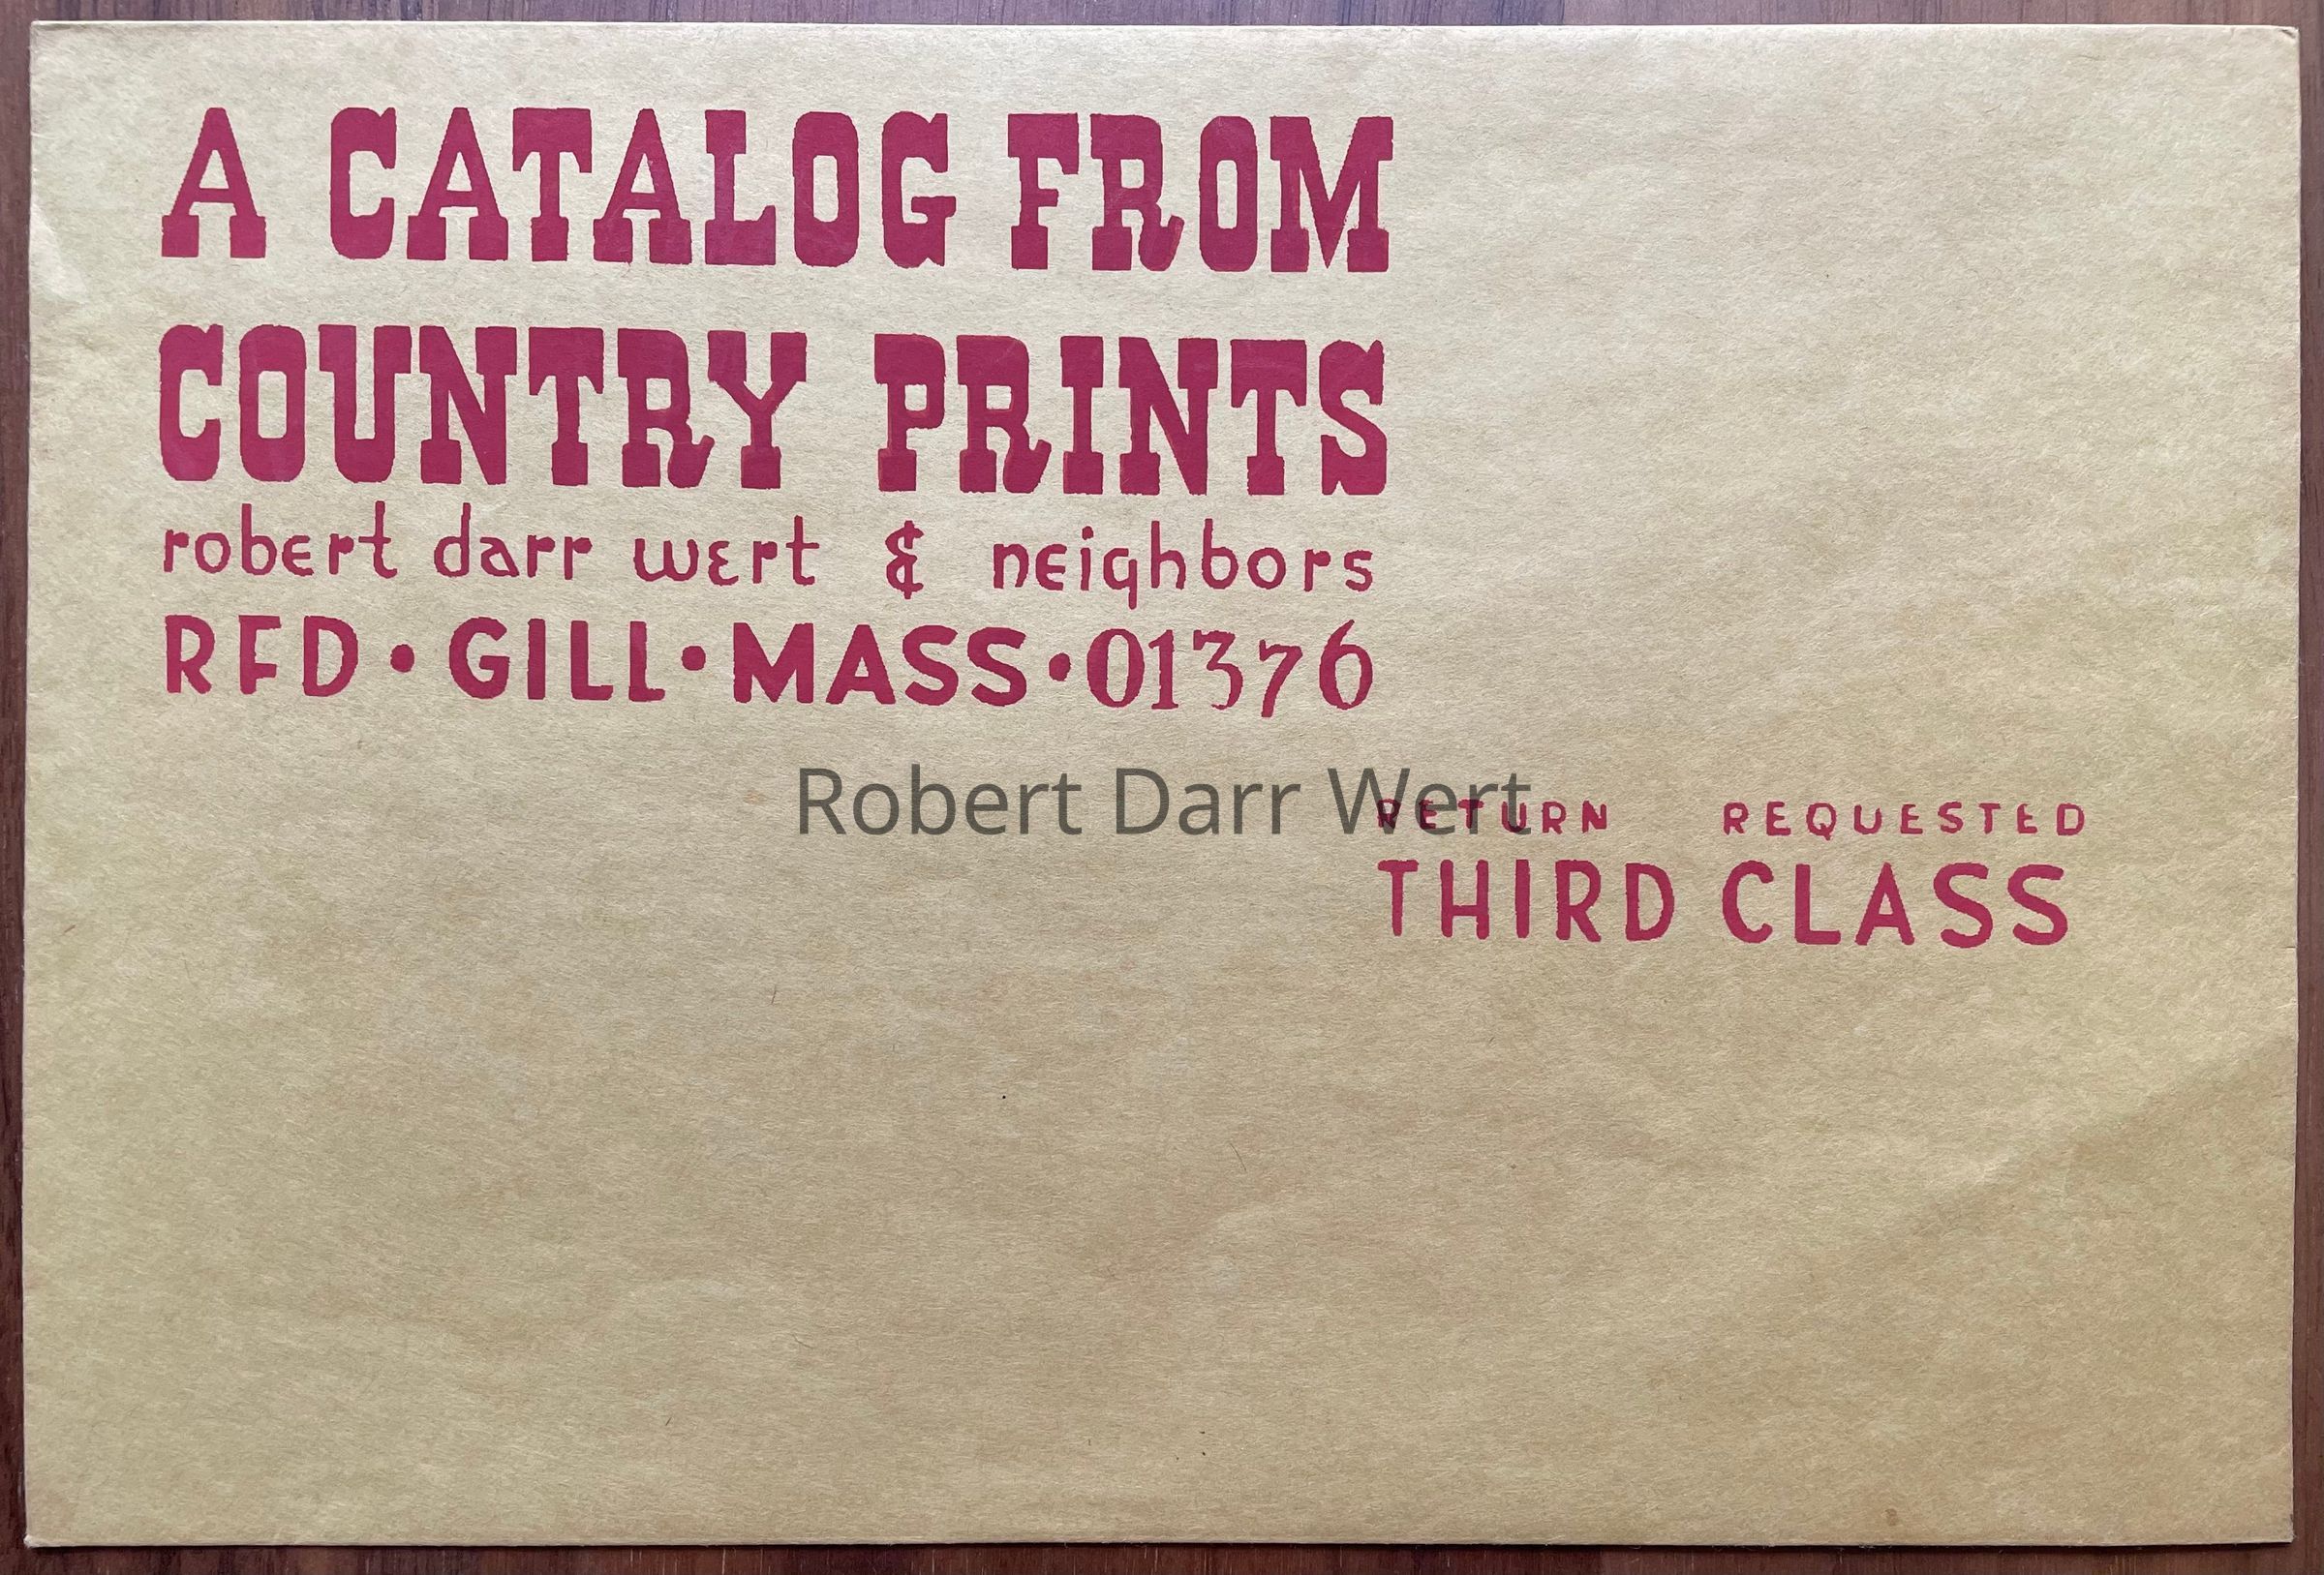 A CATALOG FROM
COUNTRY PRINTS
robert darr wert & neighbors
RFD • GILL • MASS • 01376
Robert Darr Wert
RETURN REQUESTED
THIRD CLASS